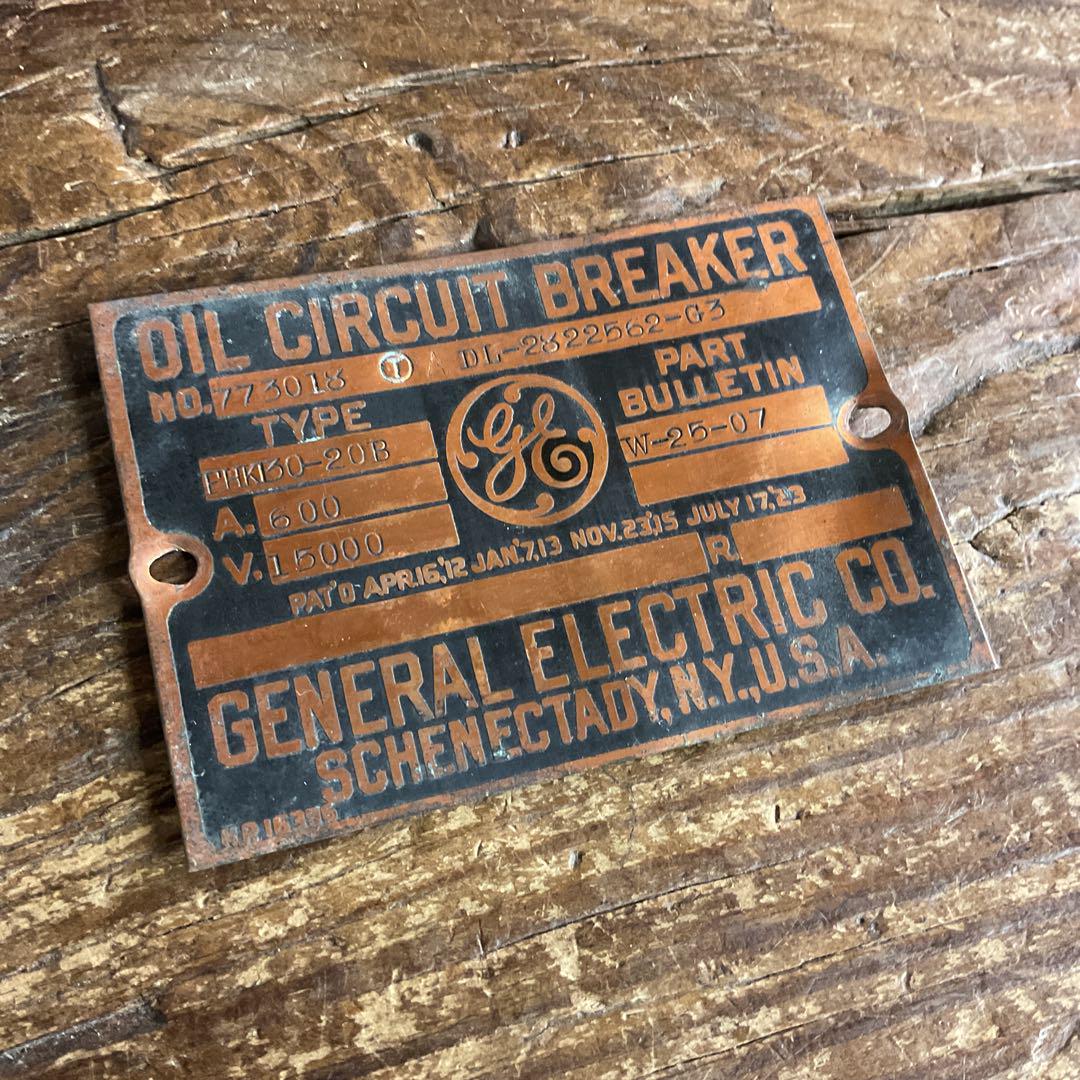 OIL CIRCUIT BREAKER
NO. 773018 T A DL-2822562-G3
TYPE
PHK130-20B
A. 600
V. 15000
GE
PART
BULLETIN
W-25-07
PAT'D APR.16,'12 JAN.'7,13 NOV.23,'15 JULY 17,'23
R.
GENERAL ELECTRIC CO.
SCHENECTADY, N.Y., U.S.A.